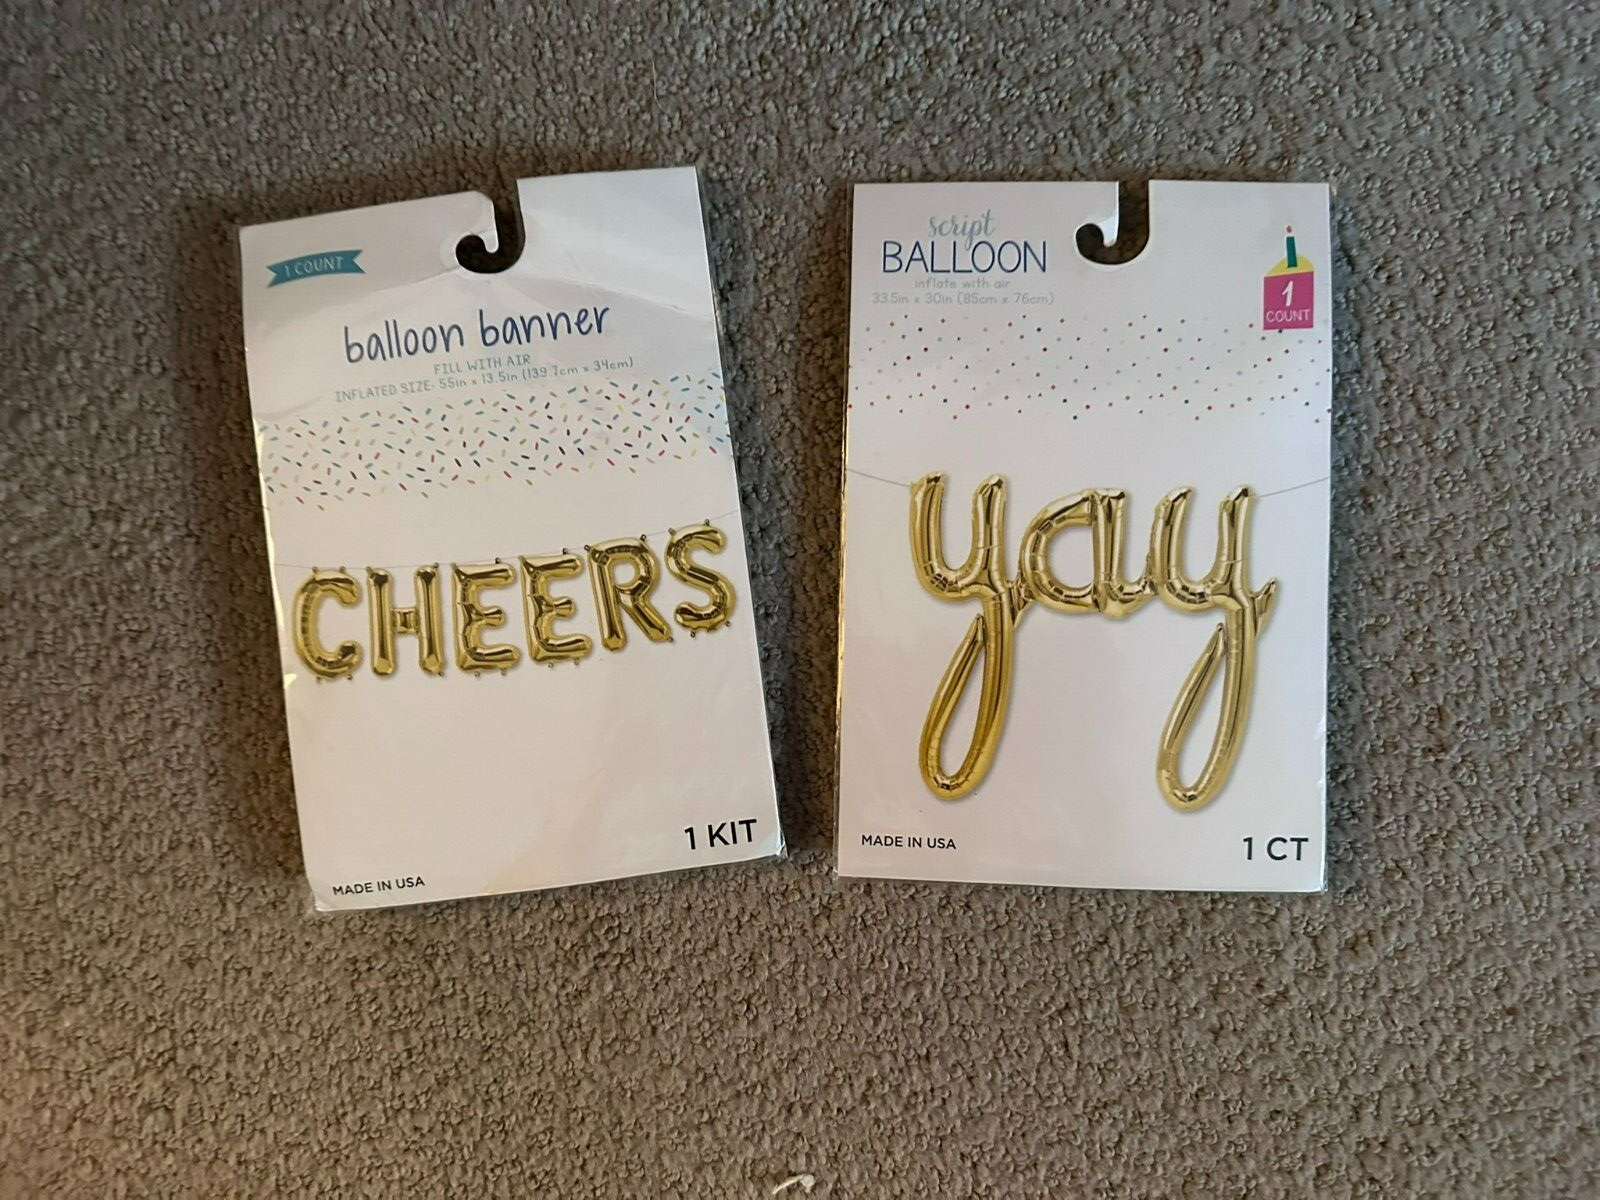 1 COUNT
balloon banner
FILL WITH AIR
INFLATED SIZE: 55in x 13.5in (139.7cm x 34cm)
CHEERS
1 KIT
MADE IN USA
script
BALLOON
inflate with air
33.5in x 30in (85cm x 76cm)
1
COUNT
yay
MADE IN USA
1 CT